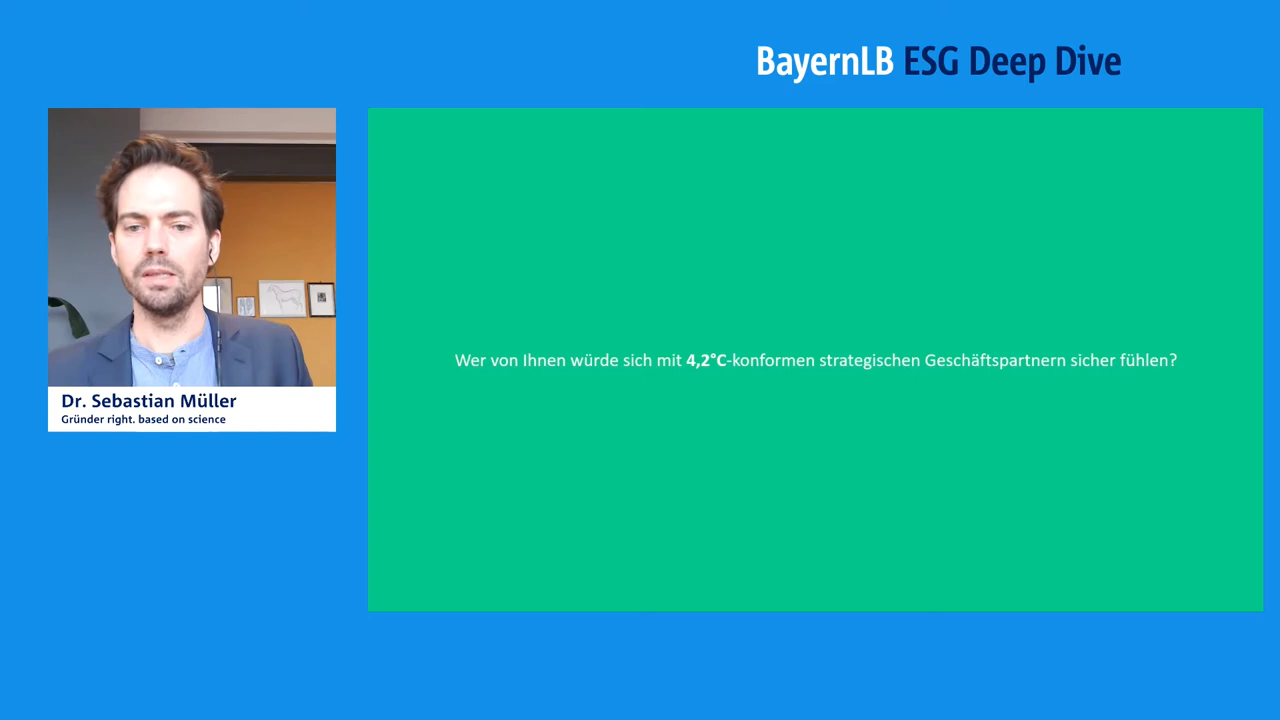 BayernLB ESG Deep Dive
Wer von Ihnen würde sich mit 4,2°C-konformen strategischen Geschäftspartnern sicher fühlen?
Dr. Sebastian Müller
Gründer right. based on science